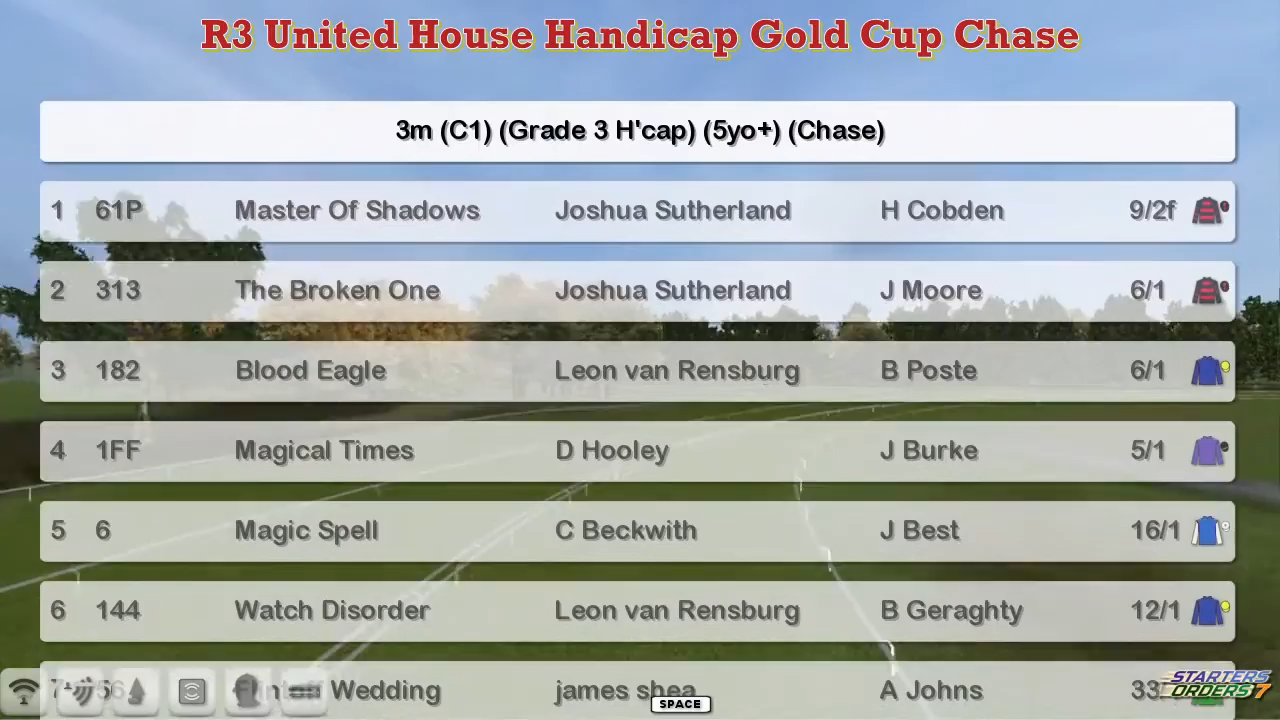 R3 United House Handicap Gold Cup Chase
3m (C1) (Grade 3 H'cap) (5yo+) (Chase)
1 61P Master Of Shadows Joshua Sutherland H Cobden 9/2f
2 313 The Broken One Joshua Sutherland J Moore 6/1
3 182 Blood Eagle Leon van Rensburg B Poste 6/1
4 1FF Magical Times D Hooley J Burke 5/1
5 6 Magic Spell C Beckwith J Best 16/1
6 144 Watch Disorder Leon van Rensburg B Geraghty 12/1
7 Wedding james shea A Johns
SPACE
STARTERS
ORDERS 7